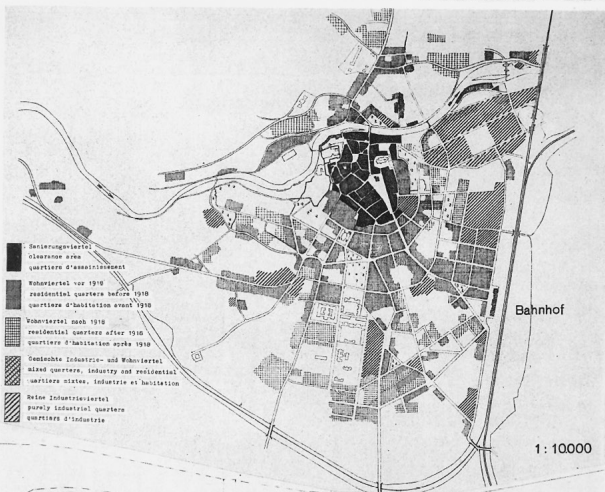 Sanierungsviertel
clearance area
quartiers d'assainissement
Wohnviertel vor 1918
residential quarters before 1918
quartiers d'habitation avant 1918
Wohnviertel nach 1918
residential quarters after 1918
quartiers d'habitation après 1918
Gemischte Industrie- und Wohnviertel
mixed quarters, industry and residential
quartiers mixtes, industrie et habitation
Reine Industrieviertel
purely industrial quarters
quartiers d'industrie
Bahnhof
1:10000